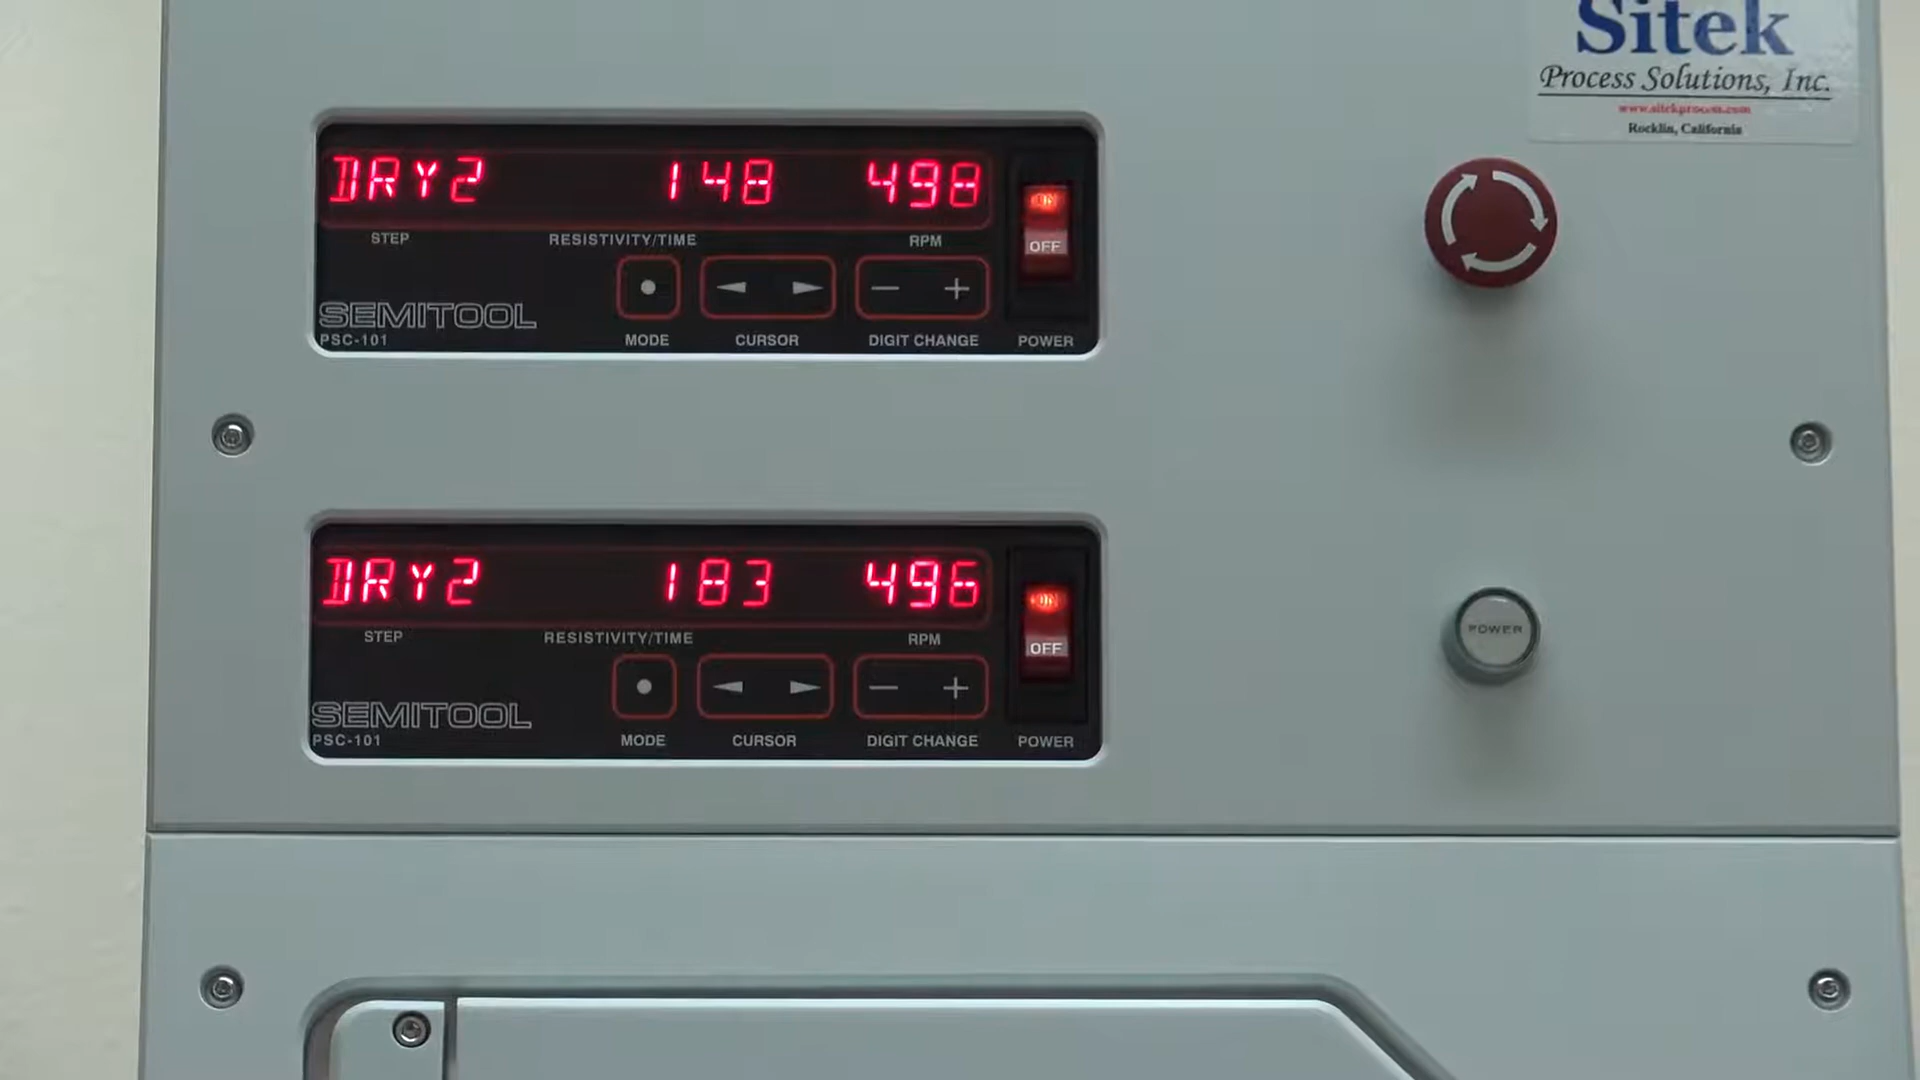 Sitek
Process Solutions, Inc.
www.sitekprocess.com
Rocklin, California
DRY2 148 498
ON
OFF
STEP RESISTIVITY/TIME RPM
SEMITOOL
PSC-101
MODE CURSOR DIGIT CHANGE POWER
DRY2 183 496
ON
OFF
STEP RESISTIVITY/TIME RPM
SEMITOOL
PSC-101
MODE CURSOR DIGIT CHANGE POWER
POWER